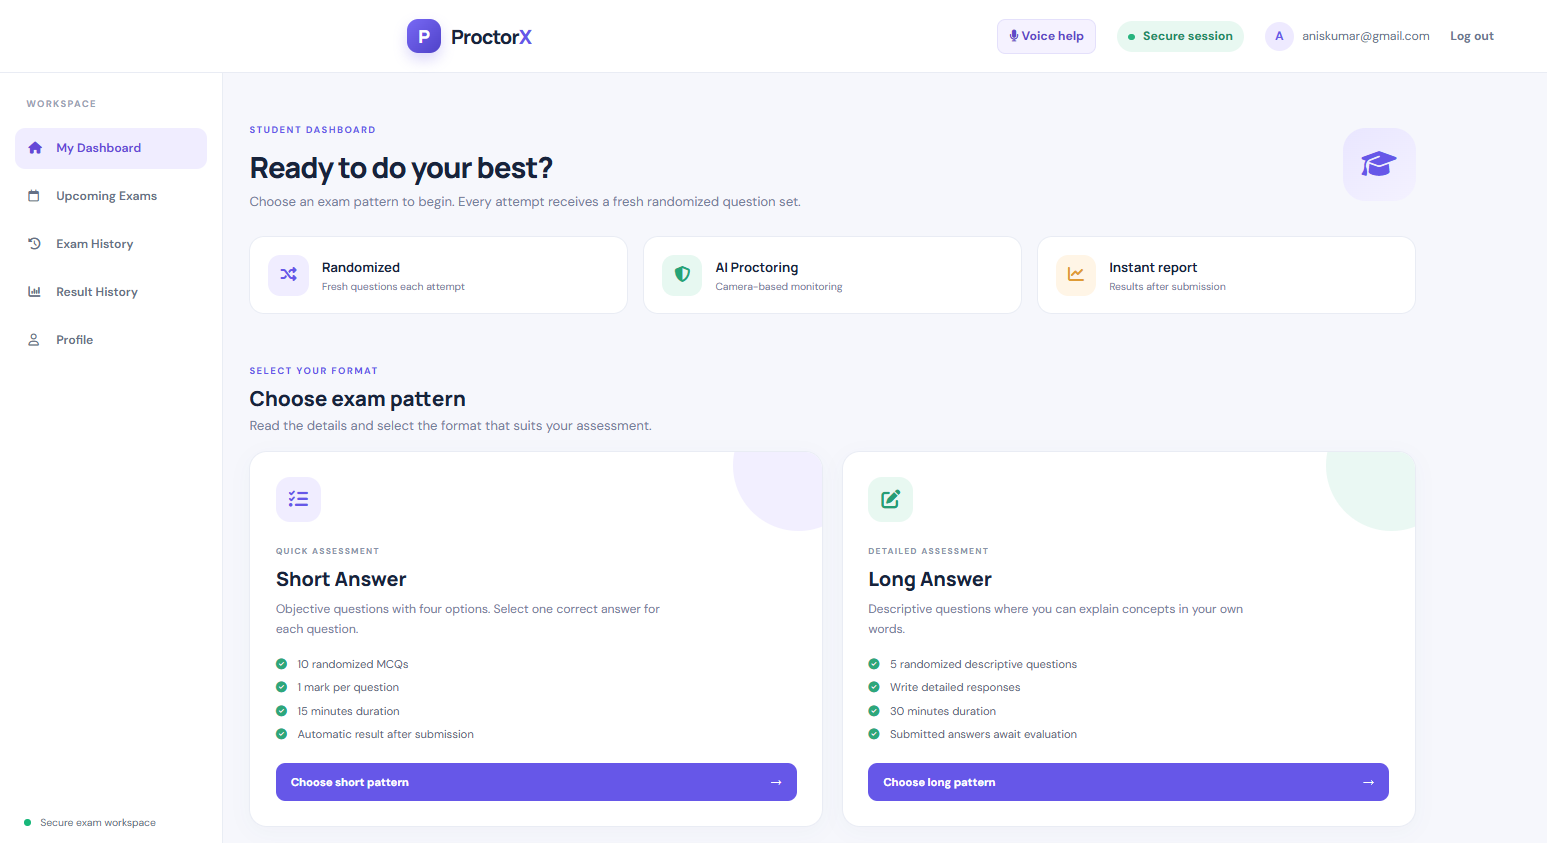 P ProctorX
Voice help
Secure session
A aniskumar@gmail.com
Log out
WORKSPACE
My Dashboard
Upcoming Exams
Exam History
Result History
Profile
Secure exam workspace
STUDENT DASHBOARD
Ready to do your best?
Choose an exam pattern to begin. Every attempt receives a fresh randomized question set.
Randomized
Fresh questions each attempt
AI Proctoring
Camera-based monitoring
Instant report
Results after submission
SELECT YOUR FORMAT
Choose exam pattern
Read the details and select the format that suits your assessment.
QUICK ASSESSMENT
Short Answer
Objective questions with four options. Select one correct answer for
each question.
10 randomized MCQs
1 mark per question
15 minutes duration
Automatic result after submission
Choose short pattern →
DETAILED ASSESSMENT
Long Answer
Descriptive questions where you can explain concepts in your own
words.
5 randomized descriptive questions
Write detailed responses
30 minutes duration
Submitted answers await evaluation
Choose long pattern →